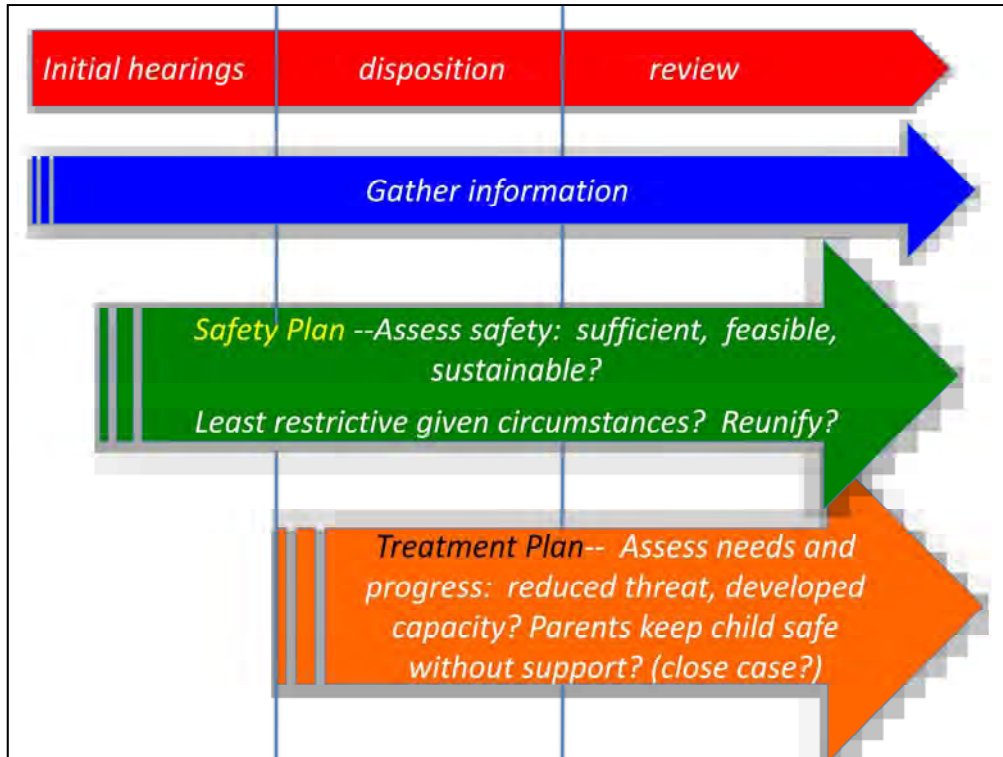 Initial hearings disposition review
Gather information
Safety Plan --Assess safety: sufficient, feasible,
sustainable?
Least restrictive given circumstances? Reunify?
Treatment Plan-- Assess needs and
progress: reduced threat, developed
capacity? Parents keep child safe
without support? (close case?)